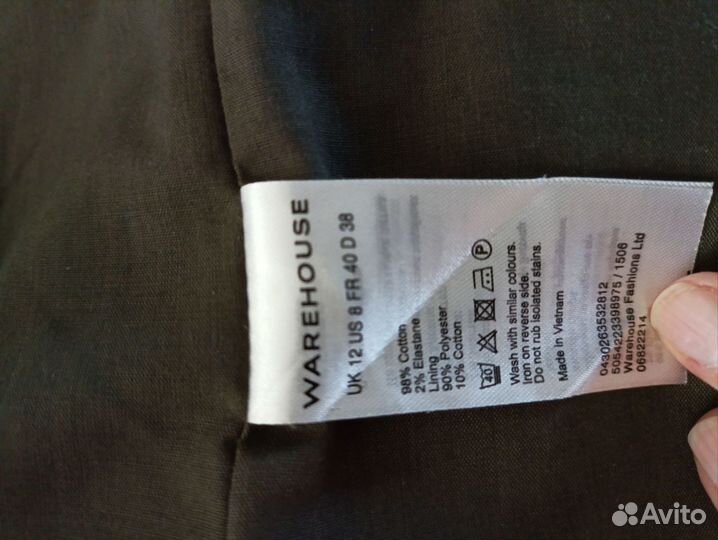 WAREHOUSE
UK 12 US 8 FR 40 D 38
98% Cotton
2% Elastane
Lining
90% Polyester
10% Cotton
40 P
Wash with similar colours.
Iron on reverse side.
Do not rub isolated stains.
Made in Vietnam
0430263532812
5054223398975 / 1506
Warehouse Fashions Ltd
06822214
Avito